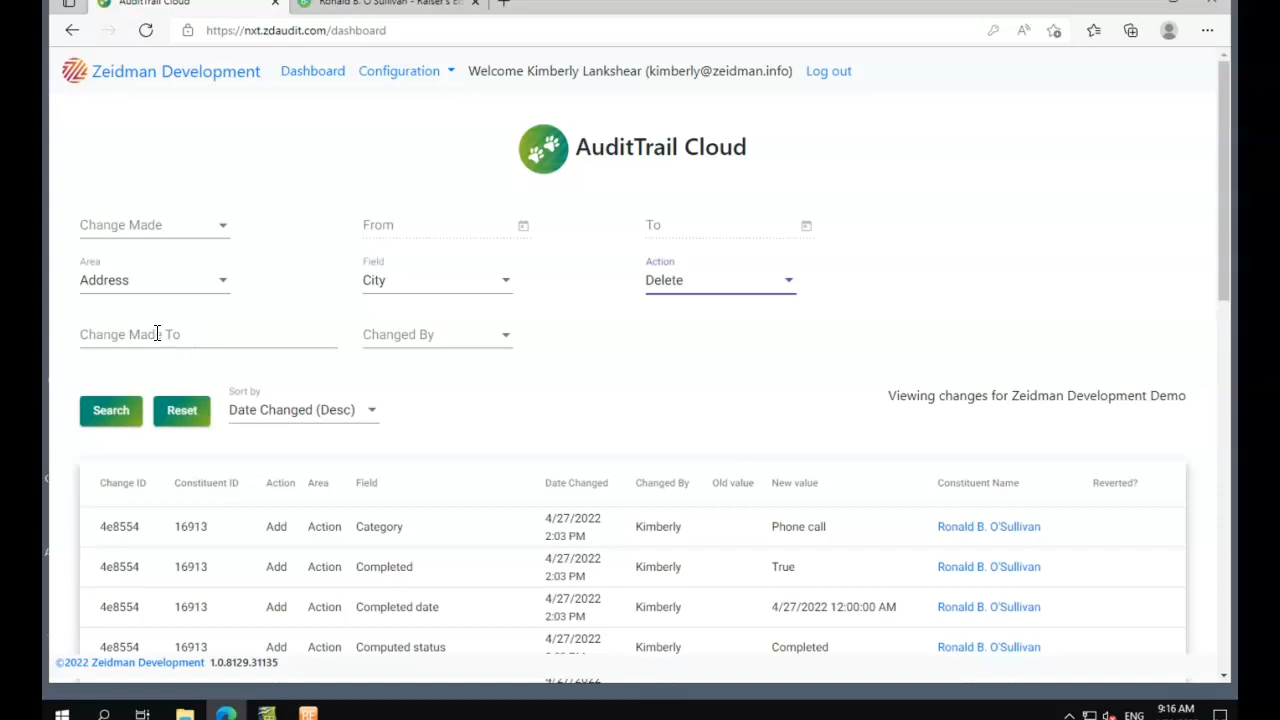 AuditTrail Cloud
Ronald B. O'Sullivan - Kaiser's E
https://nxt.zdaudit.com/dashboard
Zeidman Development Dashboard Configuration Welcome Kimberly Lankshear (kimberly@zeidman.info) Log out
AuditTrail Cloud
Change Made From To
Area Field Action
Address City Delete
Change Made To Changed By
Search Reset Sort by
Date Changed (Desc)
Viewing changes for Zeidman Development Demo
Change ID Constituent ID Action Area Field Date Changed Changed By Old value New value Constituent Name Reverted?
4e8554 16913 Add Action Category 4/27/2022 2:03 PM Kimberly Phone call Ronald B. O'Sullivan
4e8554 16913 Add Action Completed 4/27/2022 2:03 PM Kimberly True Ronald B. O'Sullivan
4e8554 16913 Add Action Completed date 4/27/2022 2:03 PM Kimberly 4/27/2022 12:00:00 AM Ronald B. O'Sullivan
4e8554 16913 Add Action Computed status 4/27/2022 Kimberly Completed Ronald B. O'Sullivan
©2022 Zeidman Development 1.0.8129.31135
ENG
9:16 AM